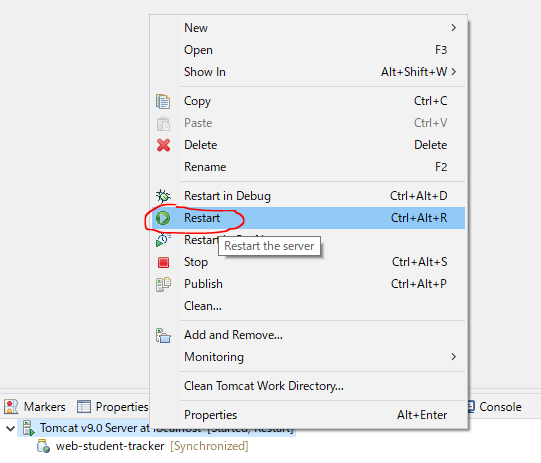 New
Open F3
Show In Alt+Shift+W
Copy Ctrl+C
Paste Ctrl+V
Delete Delete
Rename F2
Restart in Debug Ctrl+Alt+D
Restart Ctrl+Alt+R
Restart the server
Stop Ctrl+Alt+S
Publish Ctrl+Alt+P
Clean...
Add and Remove...
Monitoring
Clean Tomcat Work Directory...
Properties Alt+Enter
Markers Properties Console
Tomcat v9.0 Server at localhost [Started, Restart]
web-student-tracker [Synchronized]